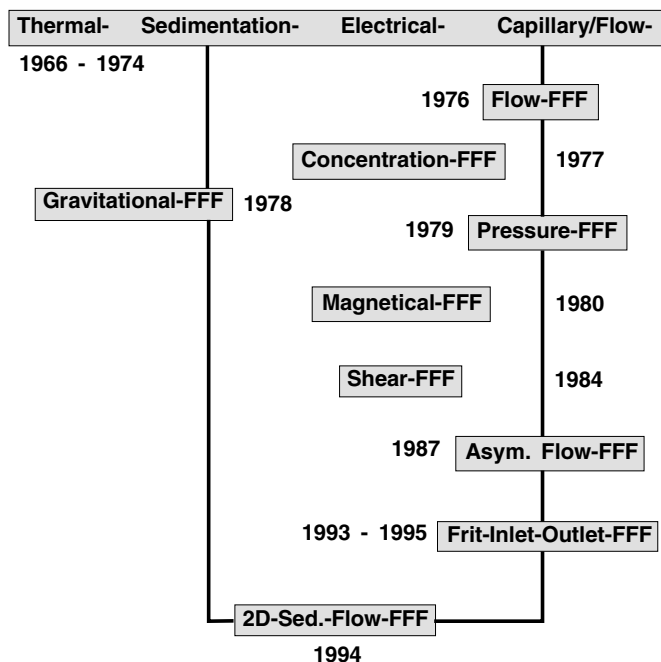 Thermal- Sedimentation- Electrical- Capillary/Flow-
1966 - 1974
1976 Flow-FFF
Concentration-FFF 1977
Gravitational-FFF 1978
1979 Pressure-FFF
Magnetical-FFF 1980
Shear-FFF 1984
1987 Asym. Flow-FFF
1993 - 1995 Frit-Inlet-Outlet-FFF
2D-Sed.-Flow-FFF
1994